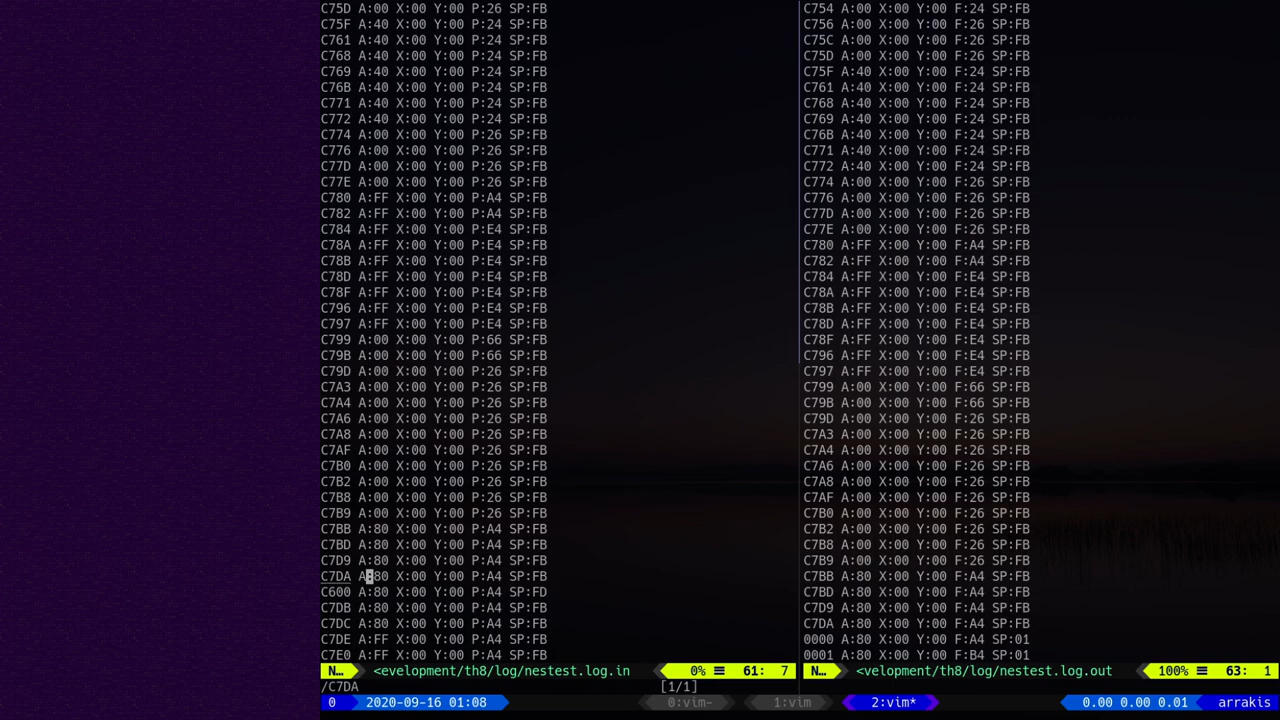 C75D A:00 X:00 Y:00 P:26 SP:FB
C75F A:40 X:00 Y:00 P:24 SP:FB
C761 A:40 X:00 Y:00 P:24 SP:FB
C768 A:40 X:00 Y:00 P:24 SP:FB
C769 A:40 X:00 Y:00 P:24 SP:FB
C76B A:40 X:00 Y:00 P:24 SP:FB
C771 A:40 X:00 Y:00 P:24 SP:FB
C772 A:40 X:00 Y:00 P:24 SP:FB
C774 A:00 X:00 Y:00 P:26 SP:FB
C776 A:00 X:00 Y:00 P:26 SP:FB
C77D A:00 X:00 Y:00 P:26 SP:FB
C77E A:00 X:00 Y:00 P:26 SP:FB
C780 A:FF X:00 Y:00 P:A4 SP:FB
C782 A:FF X:00 Y:00 P:A4 SP:FB
C784 A:FF X:00 Y:00 P:E4 SP:FB
C78A A:FF X:00 Y:00 P:E4 SP:FB
C78B A:FF X:00 Y:00 P:E4 SP:FB
C78D A:FF X:00 Y:00 P:E4 SP:FB
C78F A:FF X:00 Y:00 P:E4 SP:FB
C796 A:FF X:00 Y:00 P:E4 SP:FB
C797 A:FF X:00 Y:00 P:E4 SP:FB
C799 A:00 X:00 Y:00 P:66 SP:FB
C79B A:00 X:00 Y:00 P:66 SP:FB
C79D A:00 X:00 Y:00 P:26 SP:FB
C7A3 A:00 X:00 Y:00 P:26 SP:FB
C7A4 A:00 X:00 Y:00 P:26 SP:FB
C7A6 A:00 X:00 Y:00 P:26 SP:FB
C7A8 A:00 X:00 Y:00 P:26 SP:FB
C7AF A:00 X:00 Y:00 P:26 SP:FB
C7B0 A:00 X:00 Y:00 P:26 SP:FB
C7B2 A:00 X:00 Y:00 P:26 SP:FB
C7B8 A:00 X:00 Y:00 P:26 SP:FB
C7B9 A:00 X:00 Y:00 P:26 SP:FB
C7BB A:80 X:00 Y:00 P:A4 SP:FB
C7BD A:80 X:00 Y:00 P:A4 SP:FB
C7D9 A:80 X:00 Y:00 P:A4 SP:FB
C7DA A:80 X:00 Y:00 P:A4 SP:FB
C600 A:80 X:00 Y:00 P:A4 SP:FD
C7DB A:80 X:00 Y:00 P:A4 SP:FB
C7DC A:80 X:00 Y:00 P:A4 SP:FB
C7DE A:FF X:00 Y:00 P:A4 SP:FB
C7E0 A:FF X:00 Y:00 P:A4 SP:FB
N… <evelopment/th8/log/nestest.log.in 0% ☰ 61: 7
C754 A:00 X:00 Y:00 F:24 SP:FB
C756 A:00 X:00 Y:00 F:24 SP:FB
C75C A:00 X:00 Y:00 F:26 SP:FB
C75D A:00 X:00 Y:00 F:26 SP:FB
C75F A:40 X:00 Y:00 F:24 SP:FB
C761 A:40 X:00 Y:00 F:24 SP:FB
C768 A:40 X:00 Y:00 F:24 SP:FB
C769 A:40 X:00 Y:00 F:24 SP:FB
C76B A:40 X:00 Y:00 F:24 SP:FB
C771 A:40 X:00 Y:00 F:24 SP:FB
C772 A:40 X:00 Y:00 F:24 SP:FB
C774 A:00 X:00 Y:00 F:26 SP:FB
C776 A:00 X:00 Y:00 F:26 SP:FB
C77D A:00 X:00 Y:00 F:26 SP:FB
C77E A:00 X:00 Y:00 F:26 SP:FB
C780 A:FF X:00 Y:00 F:A4 SP:FB
C782 A:FF X:00 Y:00 F:A4 SP:FB
C784 A:FF X:00 Y:00 F:E4 SP:FB
C78A A:FF X:00 Y:00 F:E4 SP:FB
C78B A:FF X:00 Y:00 F:E4 SP:FB
C78D A:FF X:00 Y:00 F:E4 SP:FB
C78F A:FF X:00 Y:00 F:E4 SP:FB
C796 A:FF X:00 Y:00 F:E4 SP:FB
C797 A:FF X:00 Y:00 F:E4 SP:FB
C799 A:00 X:00 Y:00 F:66 SP:FB
C79B A:00 X:00 Y:00 F:66 SP:FB
C79D A:00 X:00 Y:00 F:26 SP:FB
C7A3 A:00 X:00 Y:00 F:26 SP:FB
C7A4 A:00 X:00 Y:00 F:26 SP:FB
C7A6 A:00 X:00 Y:00 F:26 SP:FB
C7A8 A:00 X:00 Y:00 F:26 SP:FB
C7AF A:00 X:00 Y:00 F:26 SP:FB
C7B0 A:00 X:00 Y:00 F:26 SP:FB
C7B2 A:00 X:00 Y:00 F:26 SP:FB
C7B8 A:00 X:00 Y:00 F:26 SP:FB
C7B9 A:00 X:00 Y:00 F:26 SP:FB
C7BB A:80 X:00 Y:00 F:A4 SP:FB
C7BD A:80 X:00 Y:00 F:A4 SP:FB
C7D9 A:80 X:00 Y:00 F:A4 SP:FB
C7DA A:80 X:00 Y:00 F:A4 SP:FB
0000 A:80 X:00 Y:00 F:A4 SP:01
0001 A:80 X:00 Y:00 F:B4 SP:01
N… <velopment/th8/log/nestest.log.out 100% ☰ 63: 1
/C7DA [1/1]
0 2020-09-16 01:08 0:vim- 1:vim 2:vim* 0.00 0.00 0.01 arrakis